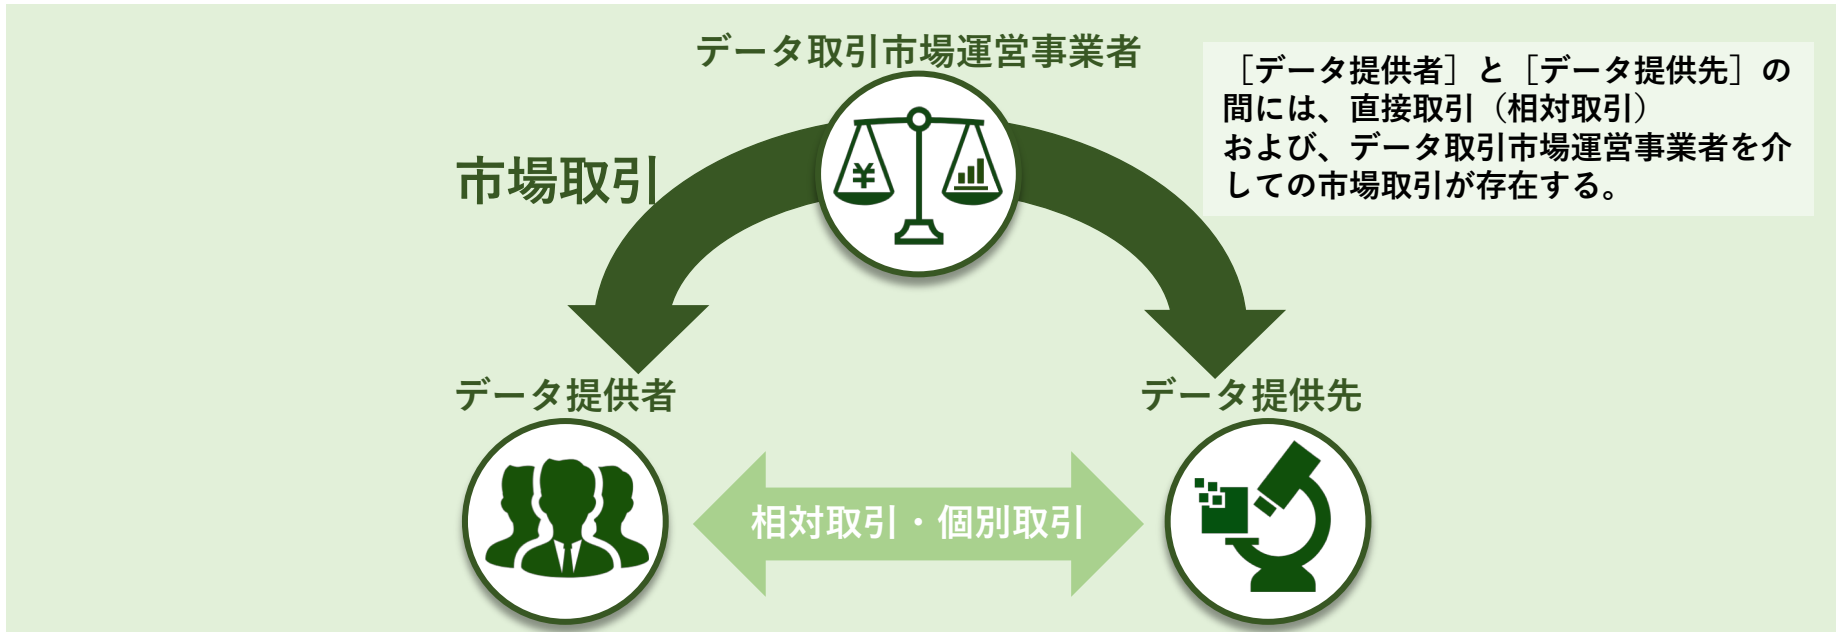 データ取引市場運営事業者
［データ提供者］と［データ提供先］の
間には、直接取引（相対取引）
および、データ取引市場運営事業者を介
しての市場取引が存在する。
市場取引
¥
データ提供者
データ提供先
相対取引・個別取引